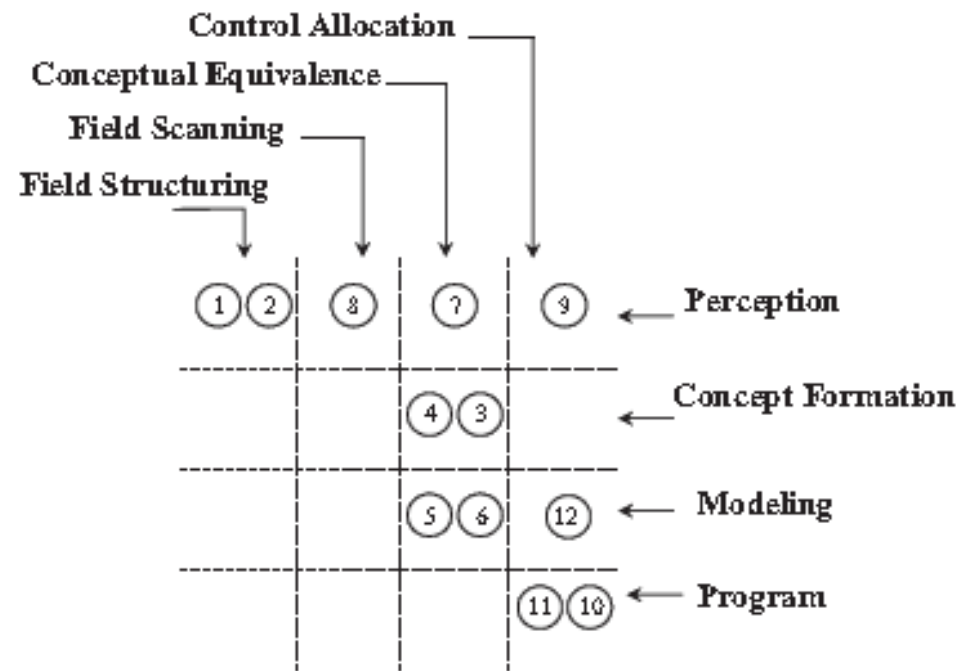 Control Allocation
Conceptual Equivalence
Field Scanning
Field Structuring
1 2 8 7 9 Perception
4 3 Concept Formation
5 6 12 Modeling
11 10 Program